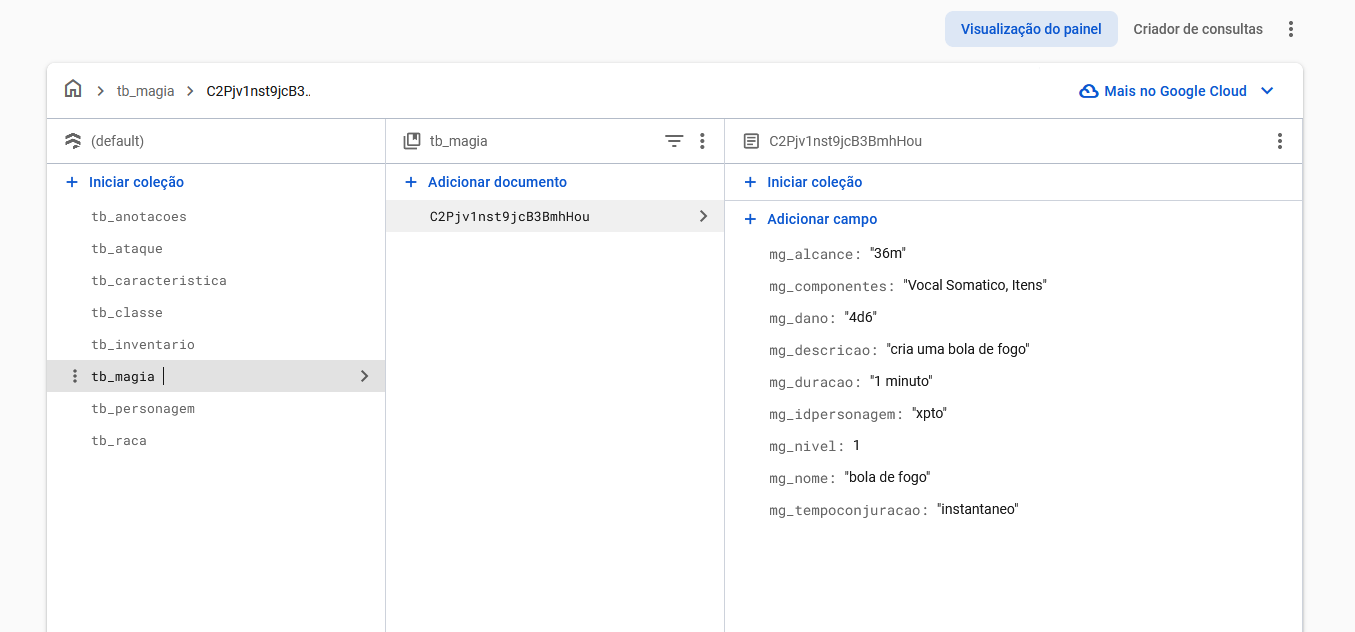 Visualização do painel Criador de consultas
tb_magia C2Pjv1nst9jcB3..
Mais no Google Cloud
(default)
Iniciar coleção
tb_anotacoes
tb_ataque
tb_caracteristica
tb_classe
tb_inventario
tb_magia
tb_personagem
tb_raca
tb_magia
Adicionar documento
C2Pjv1nst9jcB3BmhHou
C2Pjv1nst9jcB3BmhHou
Iniciar coleção
Adicionar campo
mg_alcance: "36m"
mg_componentes: "Vocal Somatico, Itens"
mg_dano: "4d6"
mg_descricao: "cria uma bola de fogo"
mg_duracao: "1 minuto"
mg_idpersonagem: "xpto"
mg_nivel: 1
mg_nome: "bola de fogo"
mg_tempoconjuracao: "instantaneo"